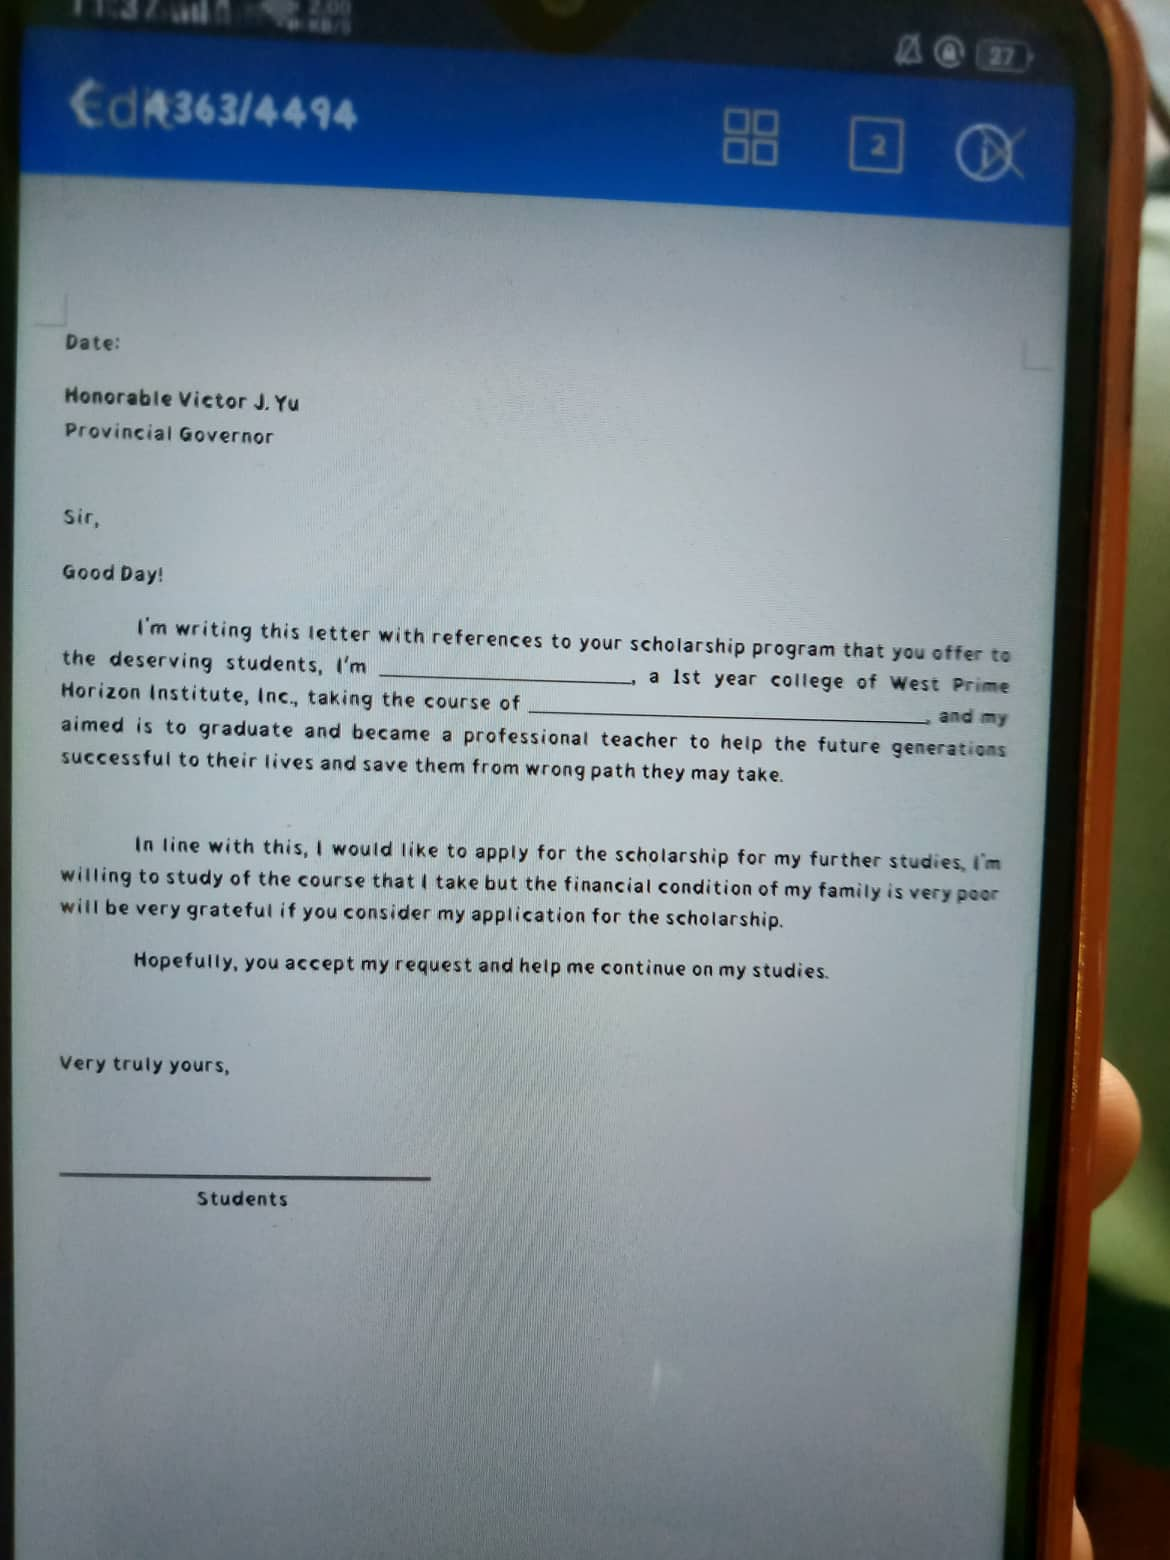 2.00
KB/S
27
4363/4494
2
Date:
Honorable Victor J. Yu
Provincial Governor
Sir,
Good Day!
I'm writing this letter with references to your scholarship program that you offer to
the deserving students, I'm ____________________, a 1st year college of West Prime
Horizon Institute, Inc., taking the course of ________________________________, and my
aimed is to graduate and became a professional teacher to help the future generations
successful to their lives and save them from wrong path they may take.
In line with this, I would like to apply for the scholarship for my further studies, I'm
willing to study of the course that I take but the financial condition of my family is very poor
will be very grateful if you consider my application for the scholarship.
Hopefully, you accept my request and help me continue on my studies.
Very truly yours,
Students